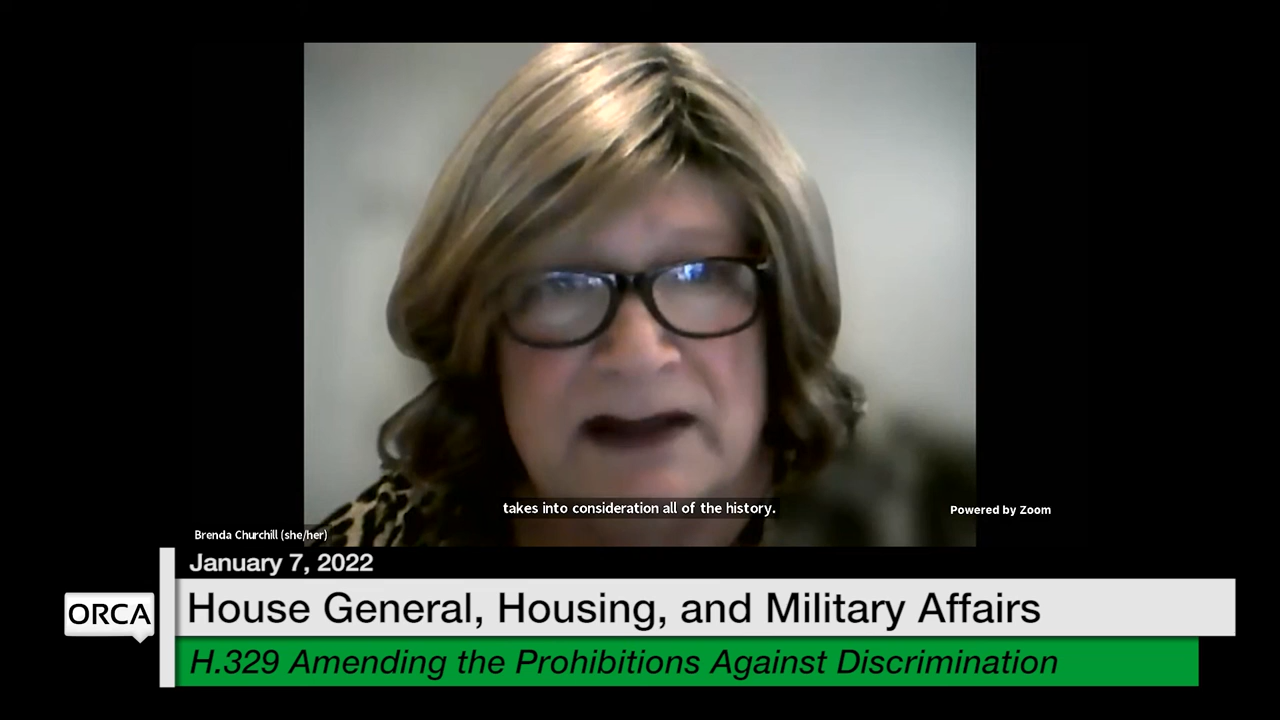 takes into consideration all of the history.
Powered by Zoom
Brenda Churchill (she/her)
January 7, 2022
ORCA
House General, Housing, and Military Affairs
H.329 Amending the Prohibitions Against Discrimination